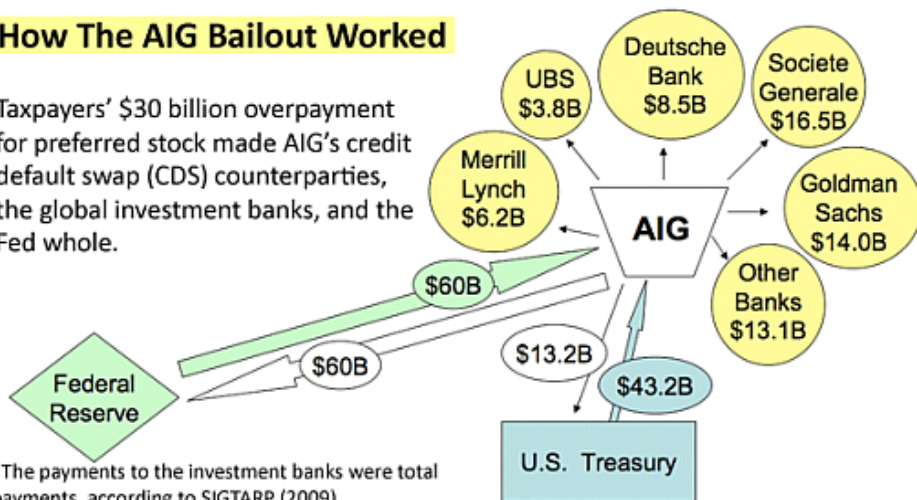 How The AIG Bailout Worked
Taxpayers' $30 billion overpayment
for preferred stock made AIG's credit
default swap (CDS) counterparties,
the global investment banks, and the
Fed whole.
UBS
$3.8B
Deutsche
Bank
$8.5B
Societe
Generale
$16.5B
Merrill
Lynch
$6.2B
AIG
Goldman
Sachs
$14.0B
Other
Banks
$13.1B
$60B
$60B
$13.2B
$43.2B
Federal
Reserve
U.S. Treasury
The payments to the investment banks were total
payments, according to SIGTARP (2009)